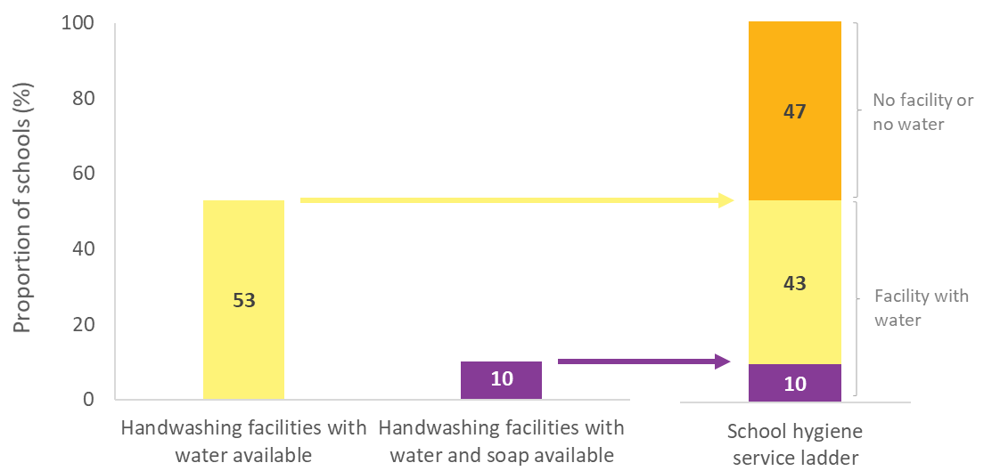 Proportion of schools (%)
100
80
60
40
20
0
53
10
47
43
10
No facility or
no water
Facility with
water
Handwashing facilities with
water available
Handwashing facilities with
water and soap available
School hygiene
service ladder